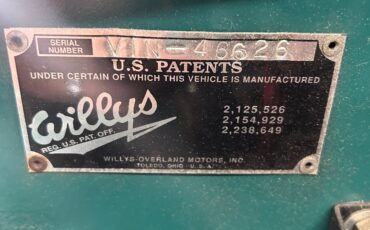 SERIAL NUMBER VIN-46626
U.S. PATENTS
UNDER CERTAIN OF WHICH THIS VEHICLE IS MANUFACTURED
Willys
REG. U.S. PAT. OFF.
2,125,526
2,154,929
2,238,649
WILLYS-OVERLAND MOTORS, INC.
TOLEDO, OHIO - U.S.A.